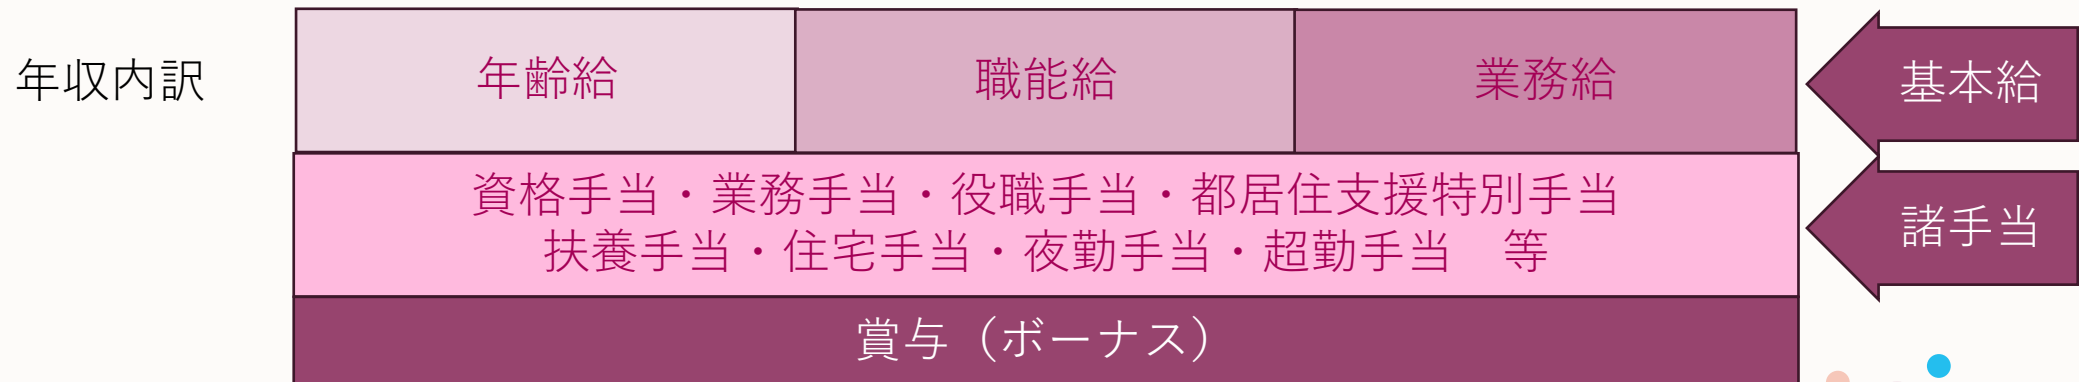 年収内訳
年齢給
職能給
業務給
基本給
資格手当・業務手当・役職手当・都居住支援特別手当
扶養手当・住宅手当・夜勤手当・超勤手当　等
諸手当
賞与（ボーナス）